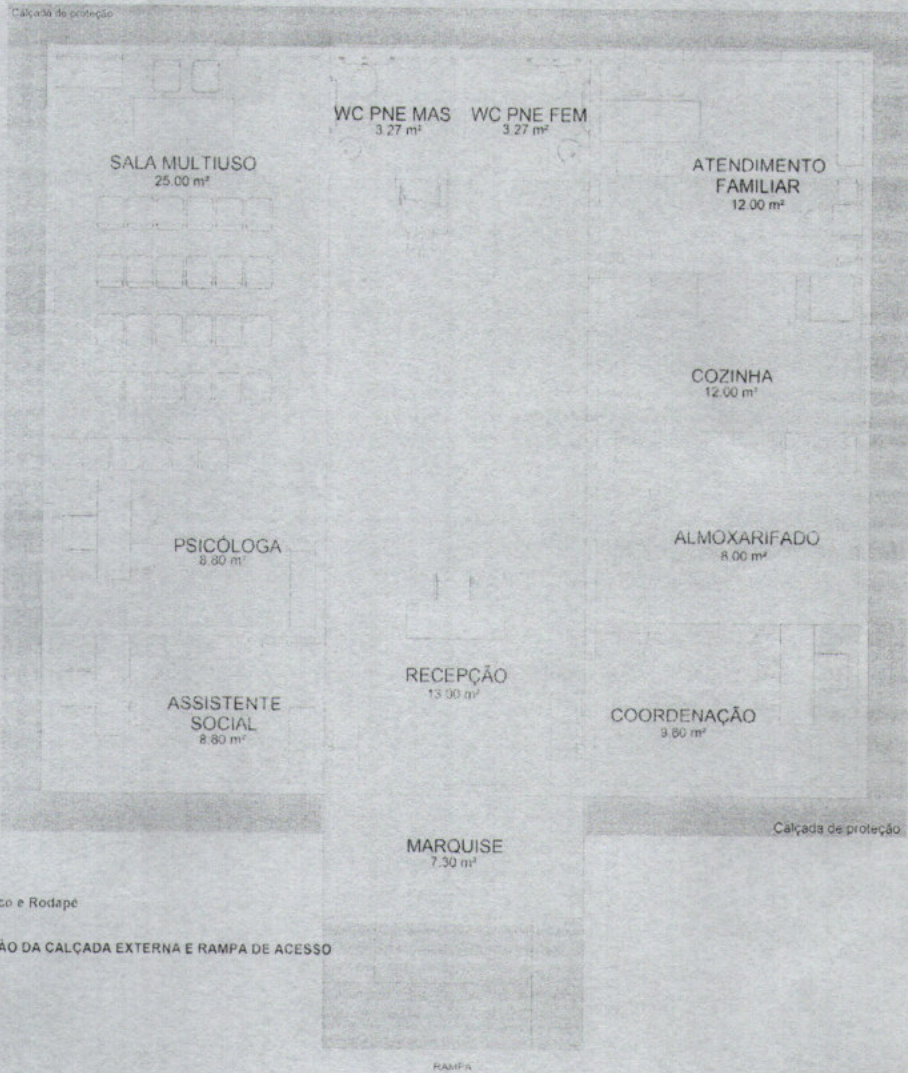 Calçada de proteção
WC PNE MAS
3.27 m²
WC PNE FEM
3.27 m²
SALA MULTIUSO
25.00 m²
ATENDIMENTO
FAMILIAR
12.00 m²
COZINHA
12.00 m²
PSICÓLOGA
8.80 m²
ALMOXARIFADO
8.00 m²
RECEPÇÃO
13.00 m²
ASSISTENTE
SOCIAL
8.80 m²
COORDENAÇÃO
9.80 m²
Calçada de proteção
MARQUISE
7.30 m²
co e Rodapé
ÃO DA CALÇADA EXTERNA E RAMPA DE ACESSO
RAMPA